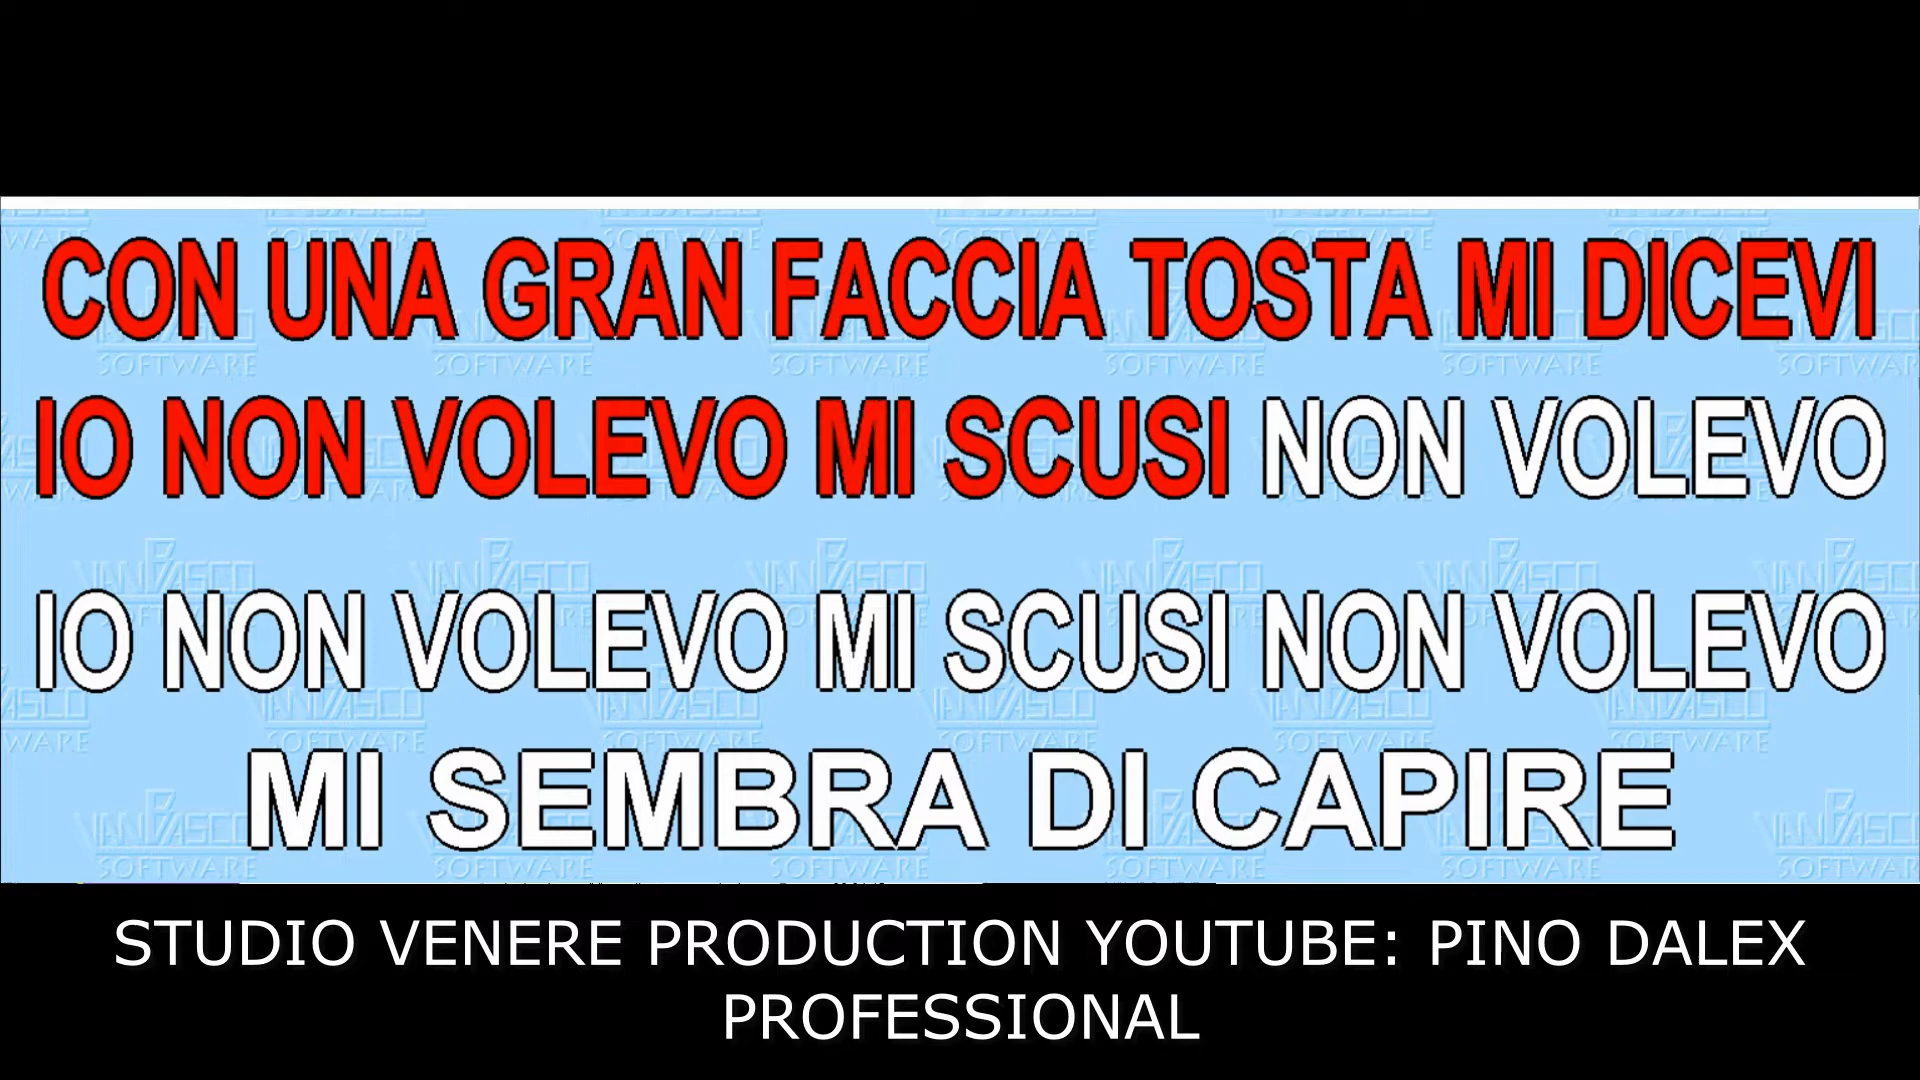 CON UNA GRAN FACCIA TOSTA MI DICEVI
IO NON VOLEVO MI SCUSI NON VOLEVO
IO NON VOLEVO MI SCUSI NON VOLEVO
MI SEMBRA DI CAPIRE
STUDIO VENERE PRODUCTION YOUTUBE: PINO DALEX
PROFESSIONAL